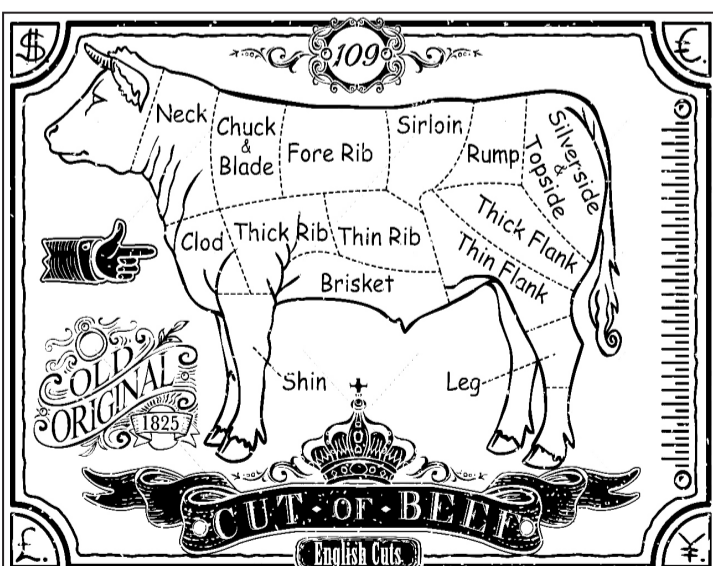 $
109
€.
Neck
Chuck
&
Blade
Fore Rib
Sirloin
Rump
Silverside
&
Topside
Clod
Thick Rib
Thin Rib
Thick Flank
Thin Flank
Brisket
Shin
Leg
OLD
ORIGINAL
1825
CUT · OF · BEEF
English Cuts
£.
¥.